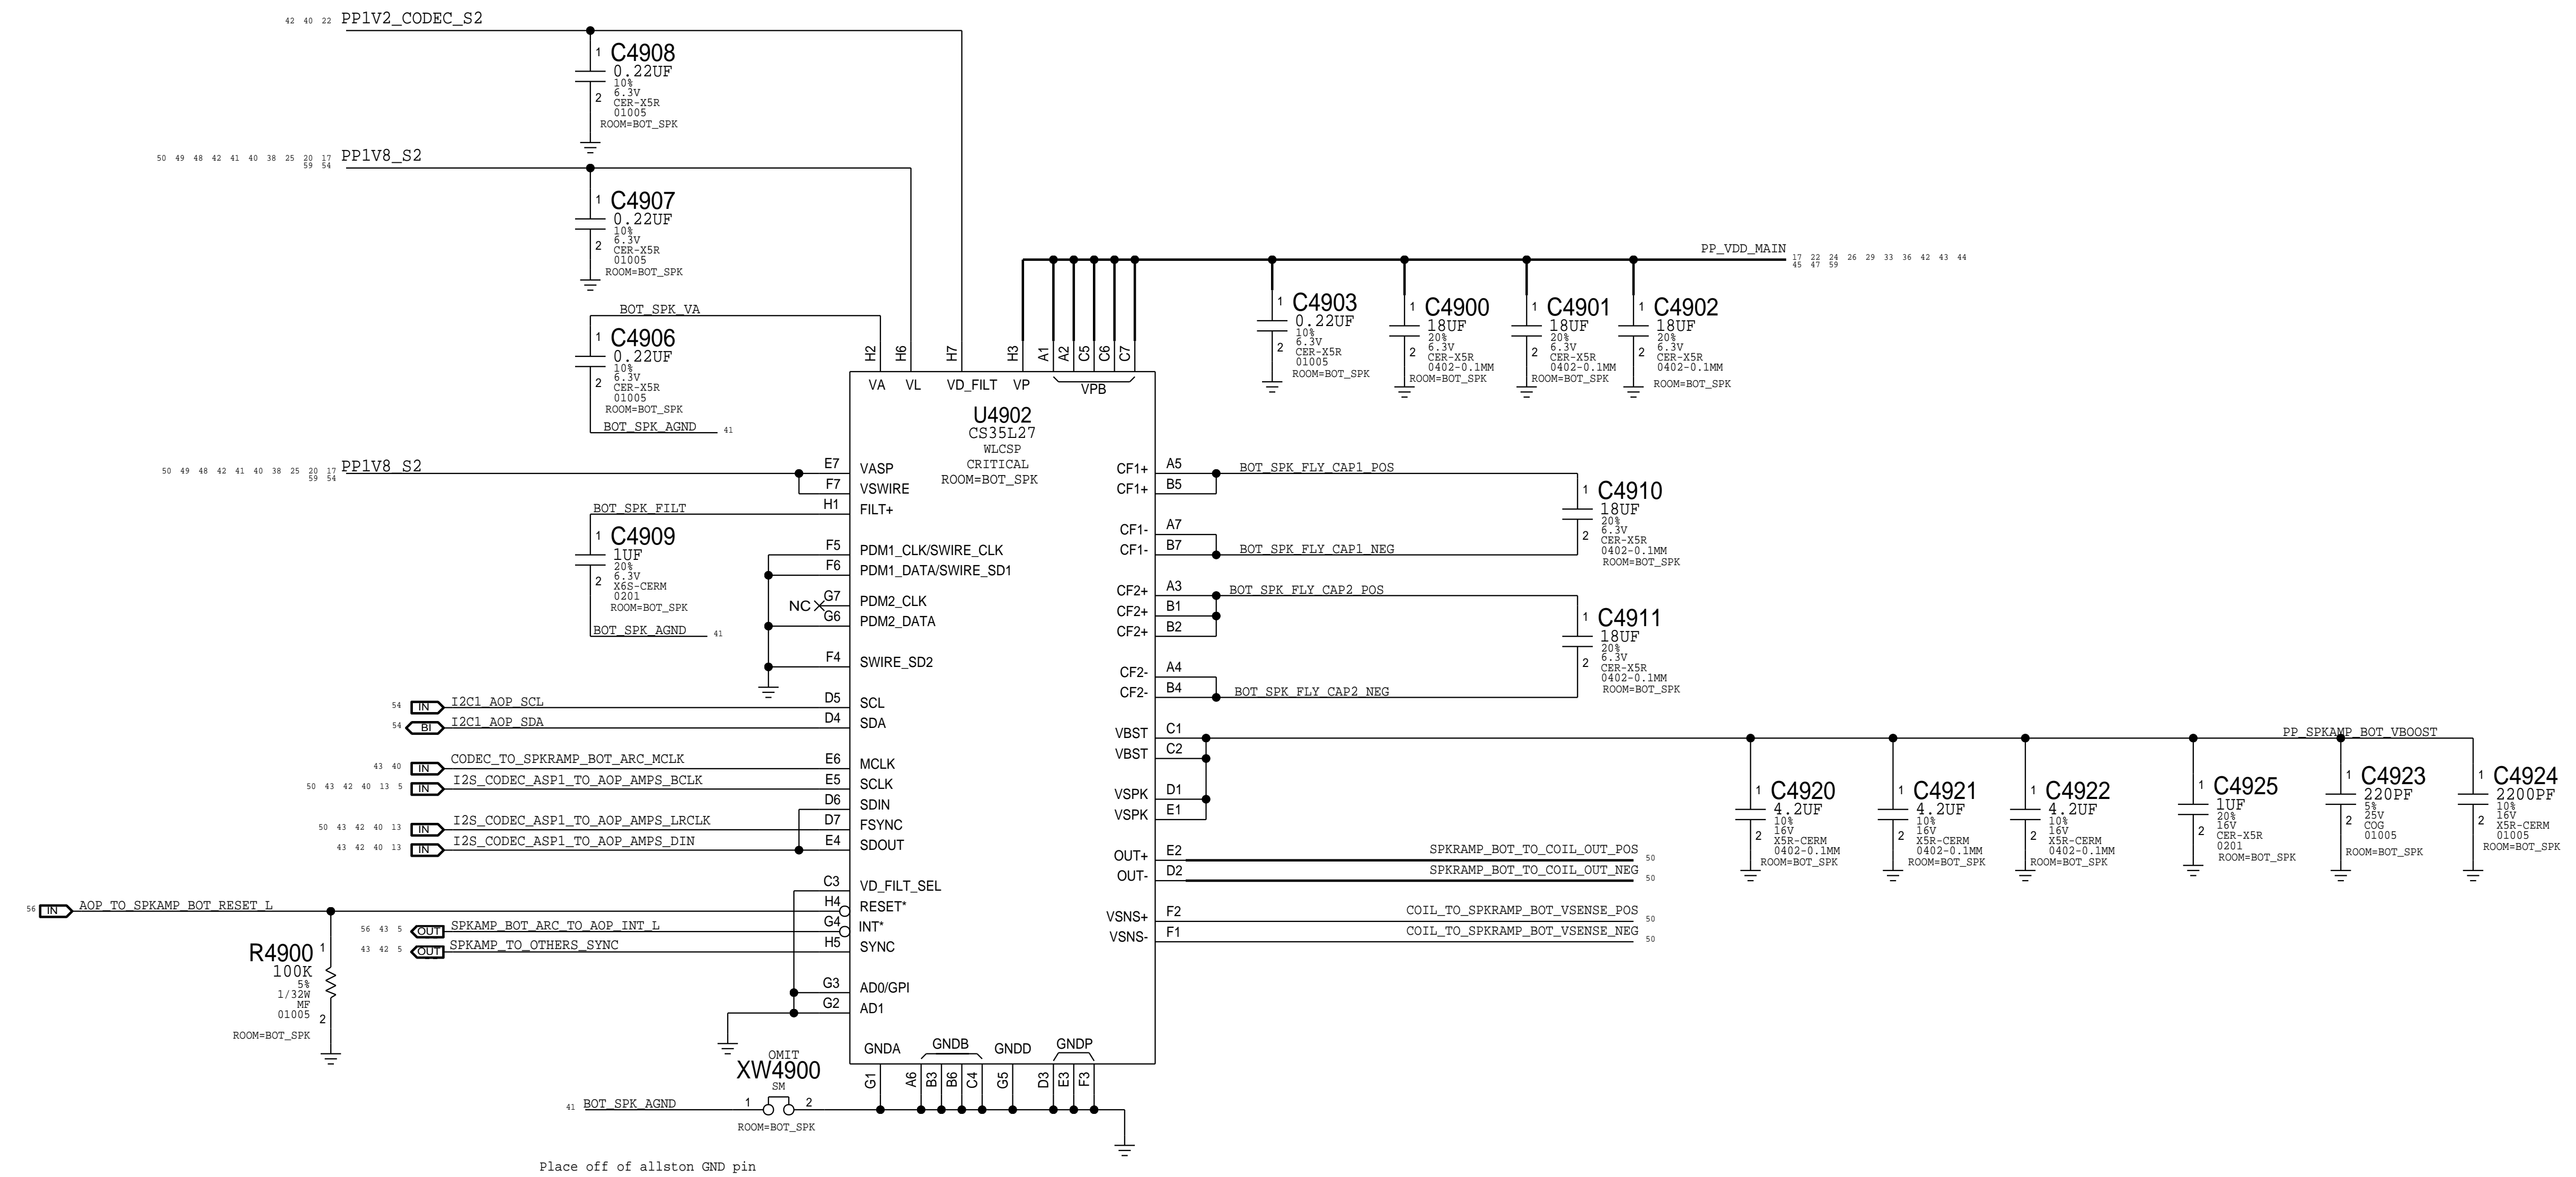 42 40 22 PP1V2_CODEC_S2
1 C4908
0.22UF
10%
6.3V
2 CER-X5R
01005
ROOM=BOT_SPK
50 49 48 42 41 40 38 25 20 17 PP1V8_S2
59 54
1 C4907
0.22UF
10%
6.3V
2 CER-X5R
01005
ROOM=BOT_SPK
BOT_SPK_VA
1 C4906
0.22UF
10%
6.3V
2 CER-X5R
01005
ROOM=BOT_SPK
BOT_SPK_AGND 41
PP_VDD_MAIN 17 22 24 26 29 33 36 42 43 44
45 47 59
1 C4903
0.22UF
10%
6.3V
2 CER-X5R
01005
ROOM=BOT_SPK
1 C4900
18UF
20%
6.3V
2 CER-X5R
0402-0.1MM
ROOM=BOT_SPK
1 C4901
18UF
20%
6.3V
2 CER-X5R
0402-0.1MM
ROOM=BOT_SPK
1 C4902
18UF
20%
6.3V
2 CER-X5R
0402-0.1MM
ROOM=BOT_SPK
H2 H6 H7 H3 A1 A2 C5 C6 C7
VA VL VD_FILT VP VPB
U4902
CS35L27
WLCSP
CRITICAL
ROOM=BOT_SPK
50 49 48 42 41 40 38 25 20 17 PP1V8_S2
59 54
E7 VASP
F7 VSWIRE
BOT_SPK_FILT H1 FILT+
1 C4909
1UF
20%
6.3V
2 X6S-CERM
0201
ROOM=BOT_SPK
BOT_SPK_AGND 41
F5 PDM1_CLK/SWIRE_CLK
F6 PDM1_DATA/SWIRE_SD1
NC G7 PDM2_CLK
G6 PDM2_DATA
F4 SWIRE_SD2
54 IN I2C1_AOP_SCL D5 SCL
54 BI I2C1_AOP_SDA D4 SDA
43 40 IN CODEC_TO_SPKRAMP_BOT_ARC_MCLK E6 MCLK
50 43 42 40 13 5 IN I2S_CODEC_ASP1_TO_AOP_AMPS_BCLK E5 SCLK
D6 SDIN
50 43 42 40 13 IN I2S_CODEC_ASP1_TO_AOP_AMPS_LRCLK D7 FSYNC
43 42 40 13 IN I2S_CODEC_ASP1_TO_AOP_AMPS_DIN E4 SDOUT
C3 VD_FILT_SEL
56 IN AOP_TO_SPKAMP_BOT_RESET_L H4 RESET*
56 43 5 OUT SPKAMP_BOT_ARC_TO_AOP_INT_L G4 INT*
43 42 5 OUT SPKAMP_TO_OTHERS_SYNC H5 SYNC
R4900 1
100K
5%
1/32W
MF
01005 2
ROOM=BOT_SPK
G3 AD0/GPI
G2 AD1
CF1+ A5 BOT_SPK_FLY_CAP1_POS
CF1+ B5
CF1- A7
CF1- B7 BOT_SPK_FLY_CAP1_NEG
1 C4910
18UF
20%
6.3V
2 CER-X5R
0402-0.1MM
ROOM=BOT_SPK
CF2+ A3 BOT_SPK_FLY_CAP2_POS
CF2+ B1
CF2+ B2
CF2- A4
CF2- B4 BOT_SPK_FLY_CAP2_NEG
1 C4911
18UF
20%
6.3V
2 CER-X5R
0402-0.1MM
ROOM=BOT_SPK
VBST C1
VBST C2
VSPK D1
VSPK E1
PP_SPKAMP_BOT_VBOOST
1 C4920
4.2UF
10%
16V
2 X5R-CERM
0402-0.1MM
ROOM=BOT_SPK
1 C4921
4.2UF
10%
16V
2 X5R-CERM
0402-0.1MM
ROOM=BOT_SPK
1 C4922
4.2UF
10%
16V
2 X5R-CERM
0402-0.1MM
ROOM=BOT_SPK
1 C4925
1UF
20%
16V
2 CER-X5R
0201
ROOM=BOT_SPK
1 C4923
220PF
5%
25V
2 COG
01005
ROOM=BOT_SPK
1 C4924
2200PF
10%
16V
2 X5R-CERM
01005
ROOM=BOT_SPK
OUT+ E2 SPKRAMP_BOT_TO_COIL_OUT_POS 50
OUT- D2 SPKRAMP_BOT_TO_COIL_OUT_NEG 50
VSNS+ F2 COIL_TO_SPKRAMP_BOT_VSENSE_POS 50
VSNS- F1 COIL_TO_SPKRAMP_BOT_VSENSE_NEG 50
GNDA GNDB GNDD GNDP
G1 A6 B3 B6 C4 G5 D3 E3 F3
OMIT
XW4900
SM
41 BOT_SPK_AGND 1 2
ROOM=BOT_SPK
Place off of allston GND pin